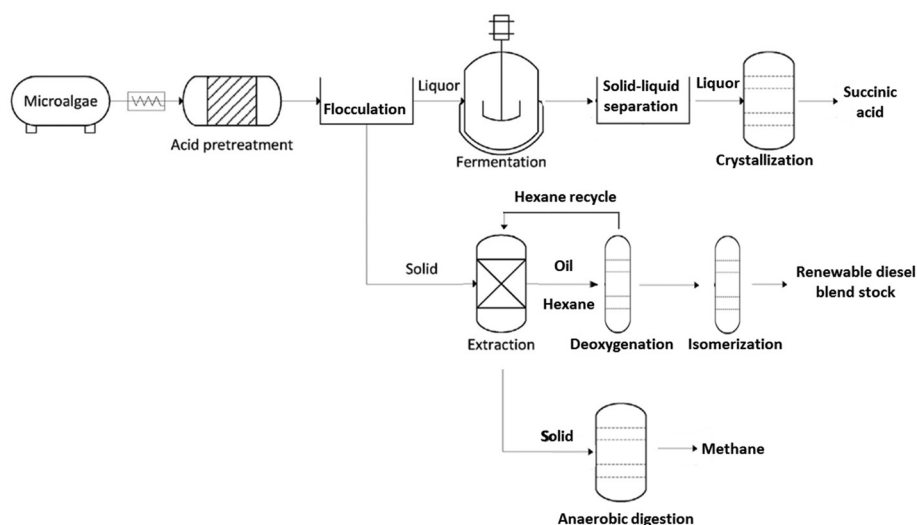 Microalgae
Acid pretreatment
Flocculation
Liquor
Fermentation
Solid-liquid
separation
Liquor
Crystallization
Succinic
acid
Hexane recycle
Solid
Extraction
Oil
Hexane
Deoxygenation
Isomerization
Renewable diesel
blend stock
Solid
Anaerobic digestion
Methane